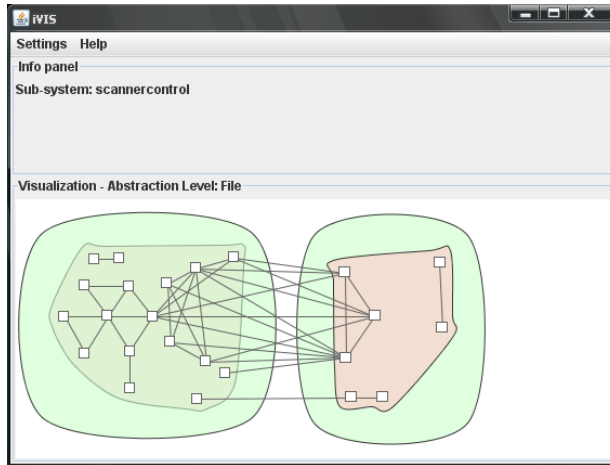 iVIS
Settings Help
Info panel
Sub-system: scannercontrol
Visualization - Abstraction Level: File